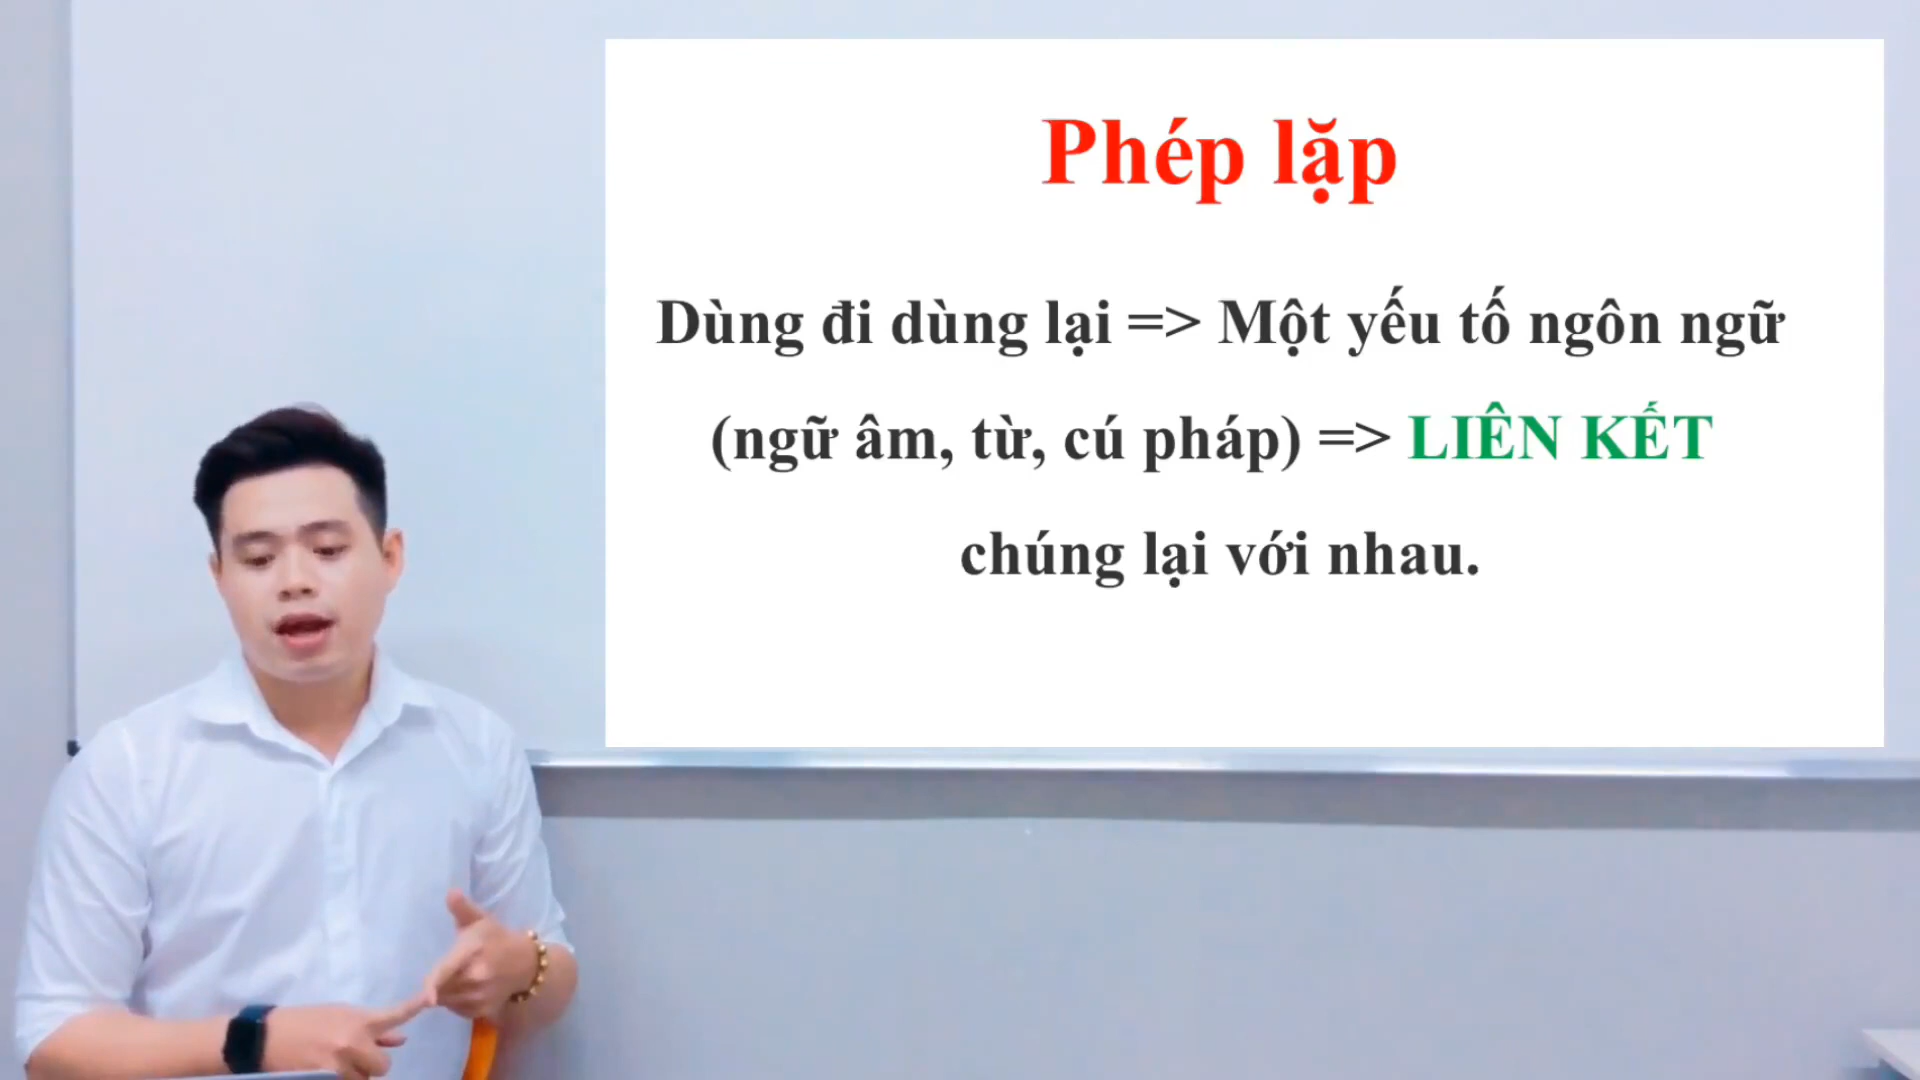 Phép lặp
Dùng đi dùng lại => Một yếu tố ngôn ngữ
(ngữ âm, từ, cú pháp) => LIÊN KẾT
chúng lại với nhau.